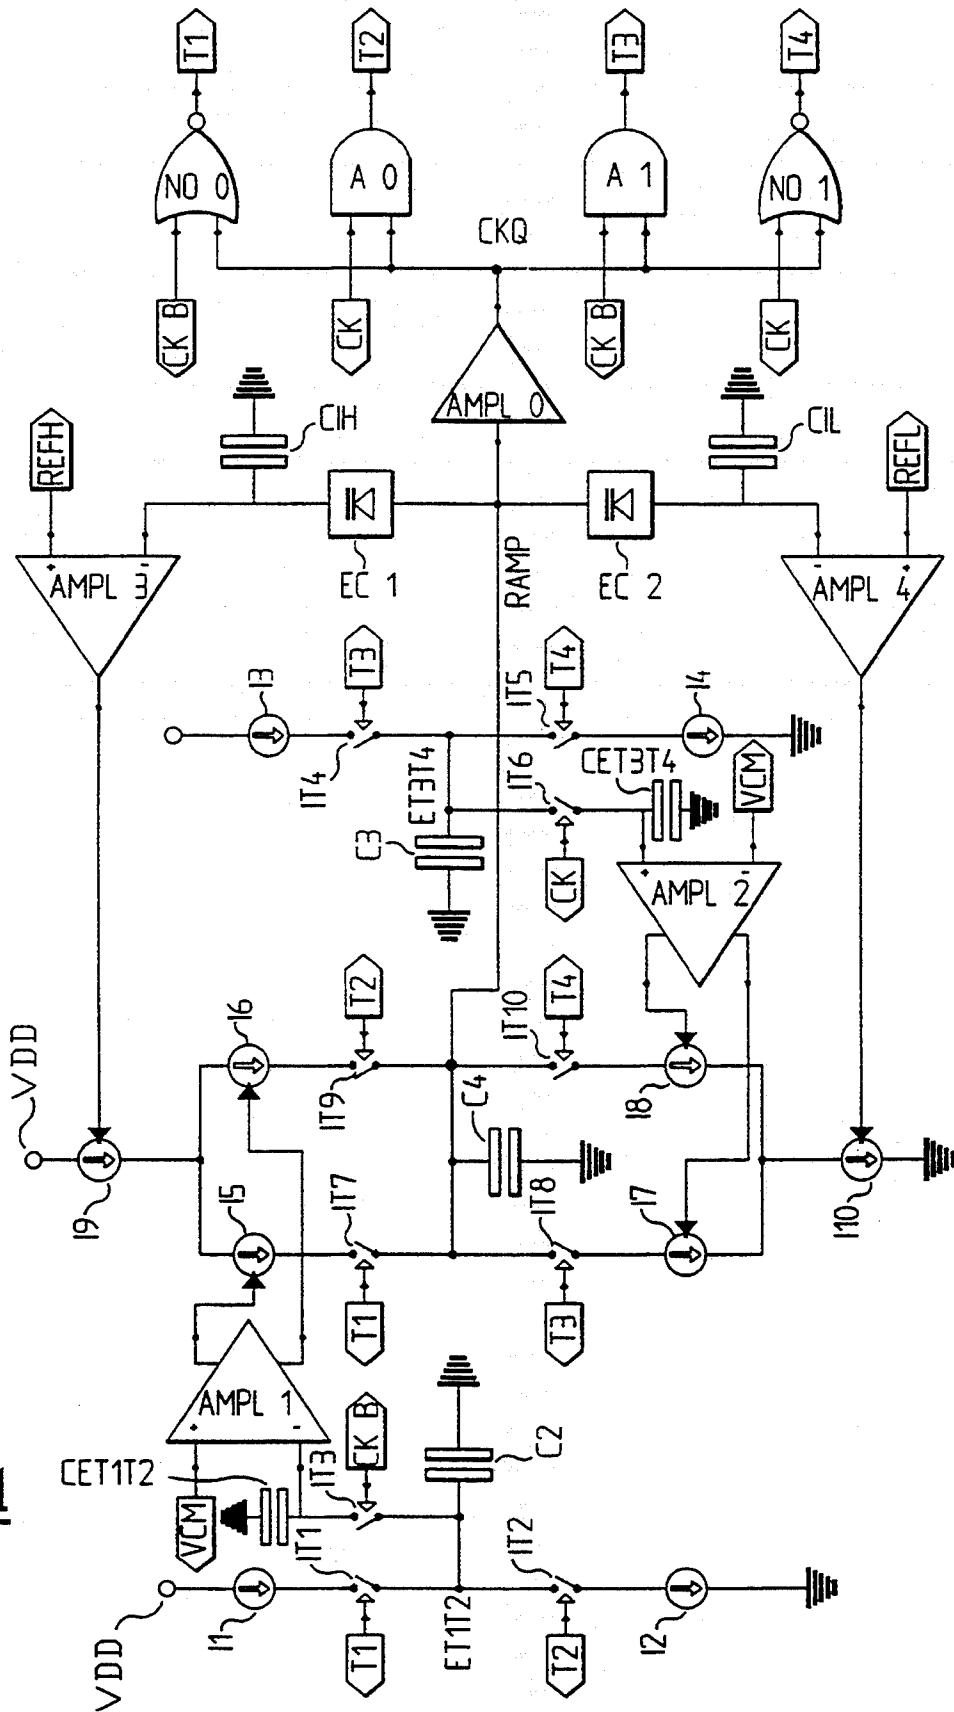 T1
T2
T3
T4
NO 0
A 0
A 1
NO 1
CKQ
CK B
CK
CK B
CK
AMPL 0
REFH
CIH
CIL
REFL
AMPL 3
EC 1
RAMP
EC 2
AMPL 4
I3
T3
IT4
ET3T4
IT5
T4
I4
C3
IT6
CET3T4
VCM
CK
AMPL 2
VDD
I6
T2
IT9
IT10
T4
I9
C4
I8
I5
IT7
IT8
I7
I10
T1
T3
AMPL 1
CET1T2
IT3
CK B
C2
VCM
IT1
IT2
VDD
I1
T1
ET1T2
T2
I2